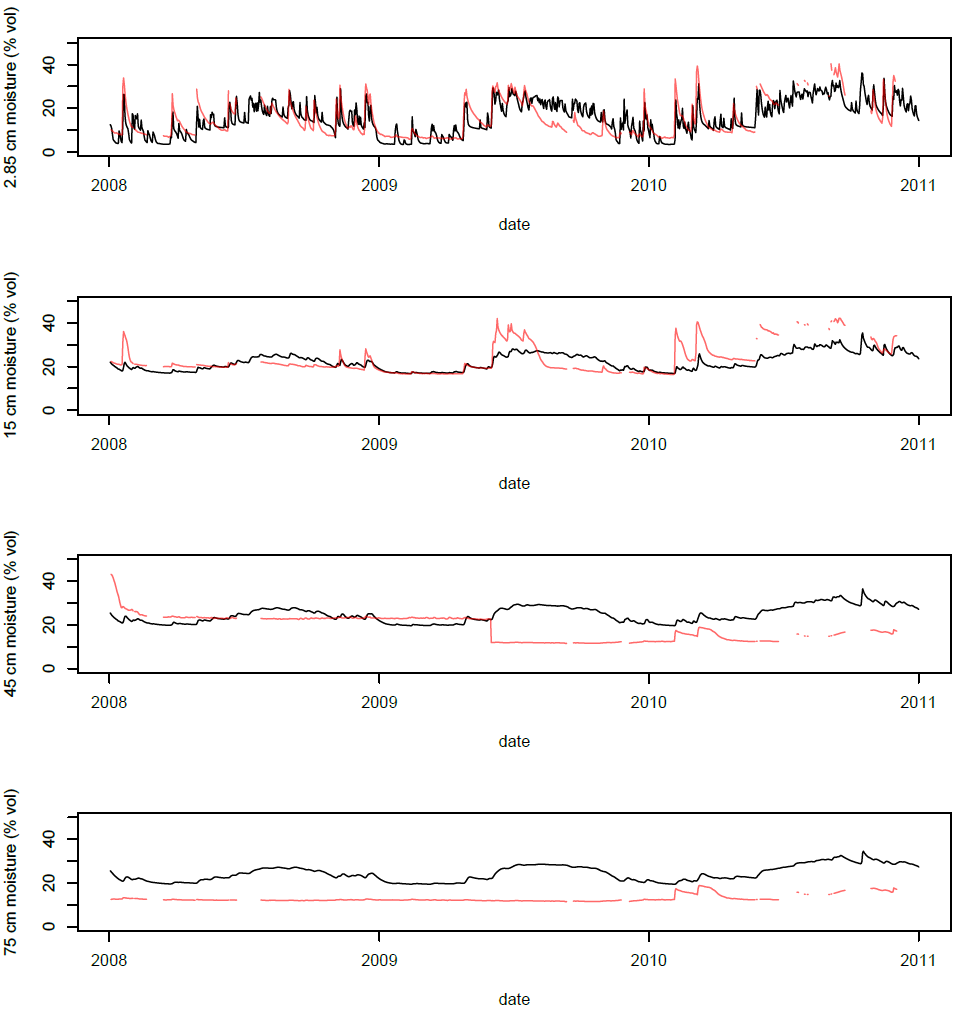 2.85 cm moisture (% vol)
0 20 40
2008 2009 2010 2011
date
15 cm moisture (% vol)
0 20 40
2008 2009 2010 2011
date
45 cm moisture (% vol)
0 20 40
2008 2009 2010 2011
date
75 cm moisture (% vol)
0 20 40
2008 2009 2010 2011
date